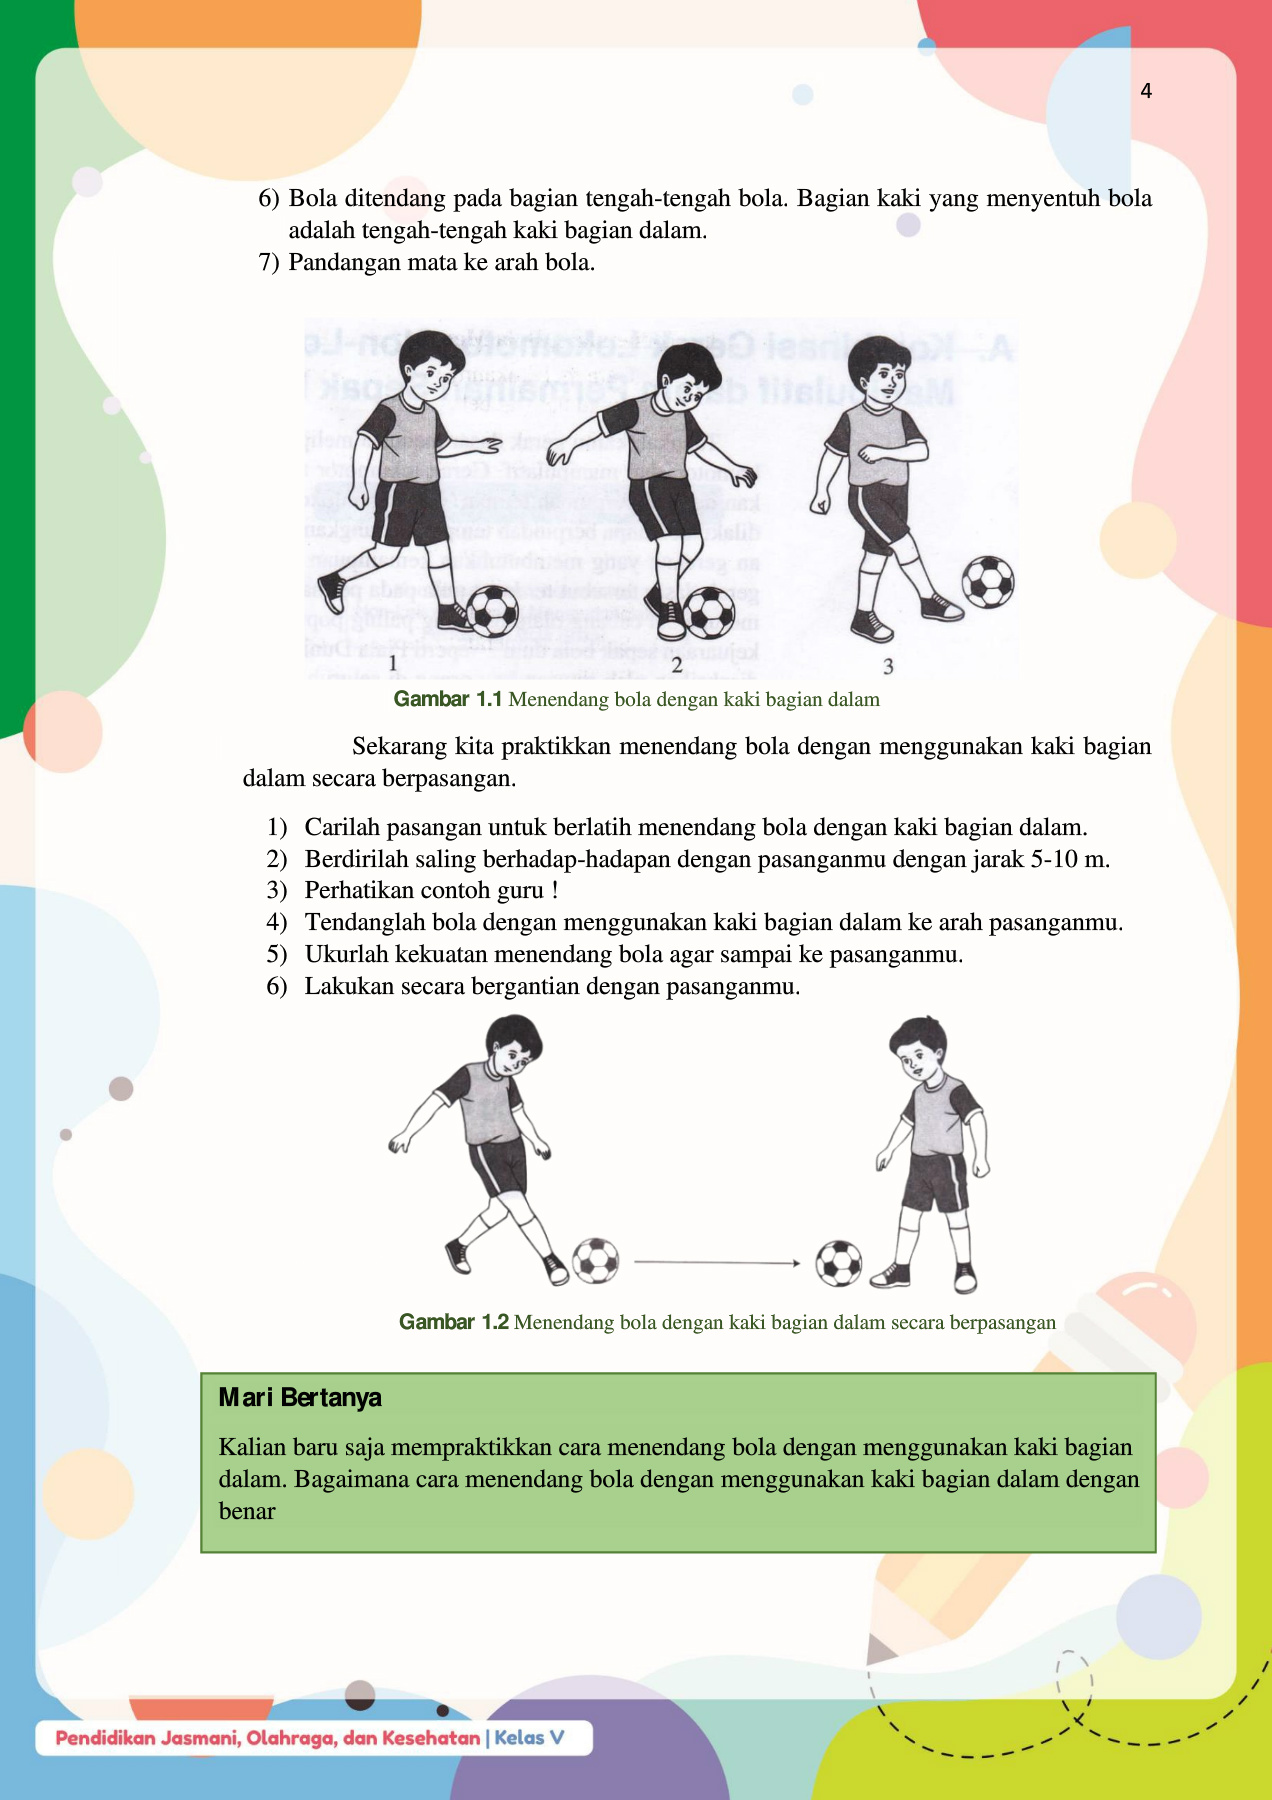 4
6) Bola ditendang pada bagian tengah-tengah bola. Bagian kaki yang menyentuh bola
adalah tengah-tengah kaki bagian dalam.
7) Pandangan mata ke arah bola.
1
2
3
Gambar 1.1 Menendang bola dengan kaki bagian dalam
Sekarang kita praktikkan menendang bola dengan menggunakan kaki bagian
dalam secara berpasangan.
1) Carilah pasangan untuk berlatih menendang bola dengan kaki bagian dalam.
2) Berdirilah saling berhadap-hadapan dengan pasanganmu dengan jarak 5-10 m.
3) Perhatikan contoh guru !
4) Tendanglah bola dengan menggunakan kaki bagian dalam ke arah pasanganmu.
5) Ukurlah kekuatan menendang bola agar sampai ke pasanganmu.
6) Lakukan secara bergantian dengan pasanganmu.
Gambar 1.2 Menendang bola dengan kaki bagian dalam secara berpasangan
Mari Bertanya
Kalian baru saja mempraktikkan cara menendang bola dengan menggunakan kaki bagian
dalam. Bagaimana cara menendang bola dengan menggunakan kaki bagian dalam dengan
benar
Pendidikan Jasmani, Olahraga, dan Kesehatan | Kelas V